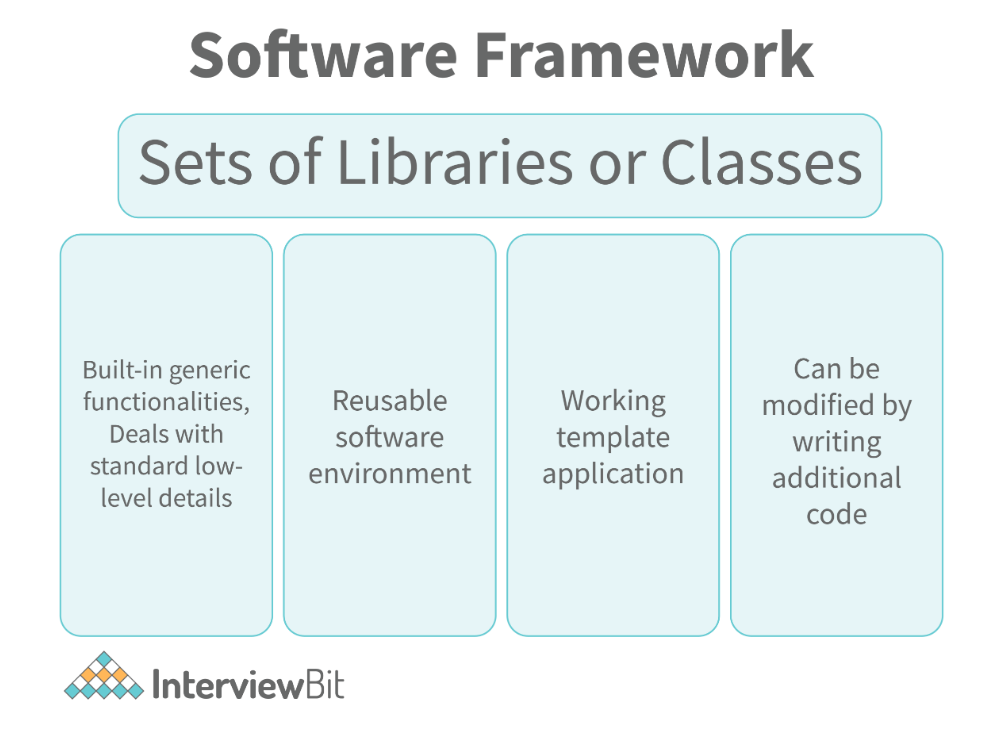 Software Framework
Sets of Libraries or Classes
Built-in generic
functionalities,
Deals with
standard low-
level details
Reusable
software
environment
Working
template
application
Can be
modified by
writing
additional
code
InterviewBit